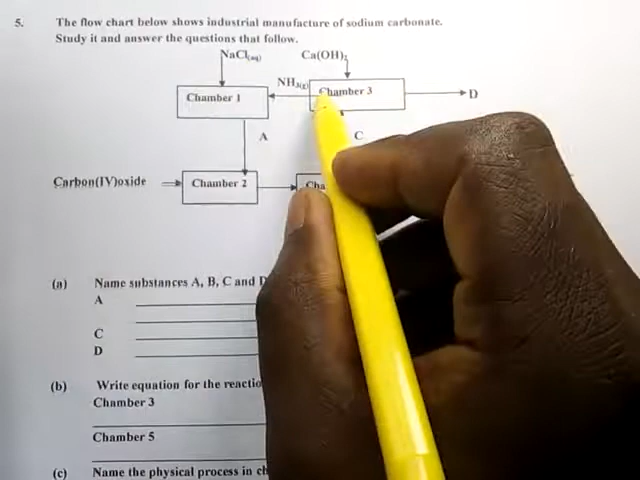 5. The flow chart below shows industrial manufacture of sodium carbonate.
Study it and answer the questions that follow.
NaCl(aq) Ca(OH)2
NH3(g)
Chamber 1 Chamber 3 D
A C
Carbon(IV)oxide Chamber 2 Cha
(a) Name substances A, B, C and D
A
C
D
(b) Write equation for the reactio
Chamber 3
Chamber 5
(c) Name the physical process in ch